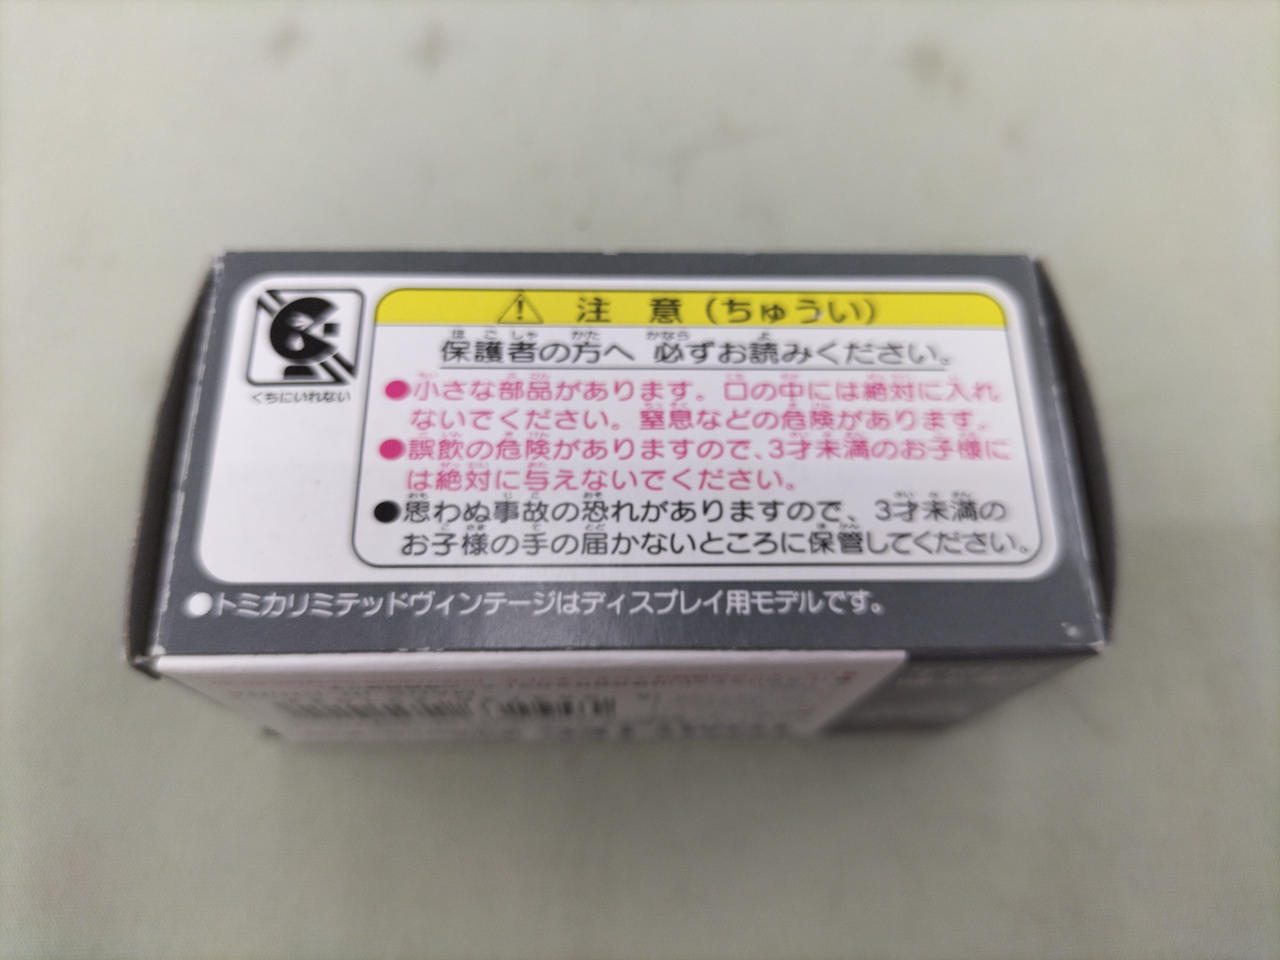 くちにいれない
注 意 (ちゅうい)
保護者の方へ 必ずお読みください。
●小さな部品があります。口の中には絶対に入れ
ないでください。窒息などの危険があります。
●誤飲の危険がありますので、3才未満のお子様に
は絶対に与えないでください。
●思わぬ事故の恐れがありますので、3才未満の
お子様の手の届かないところに保管してください。
●トミカリミテッドヴィンテージはディスプレイ用モデルです。